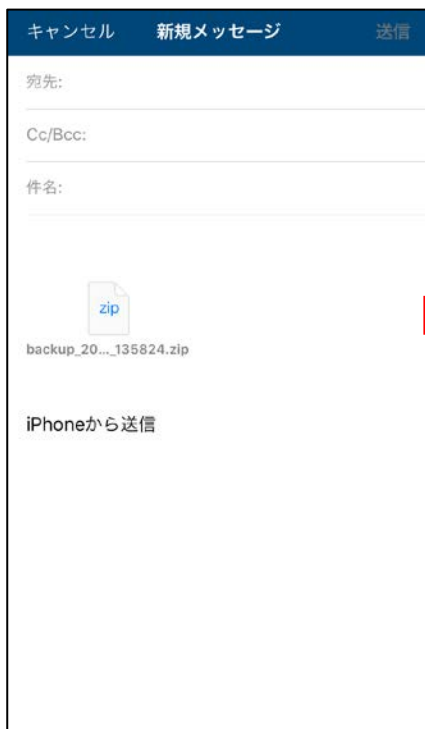 キャンセル 新規メッセージ 送信
宛先:
Cc/Bcc:
件名:
zip
backup_20..._135824.zip
iPhoneから送信